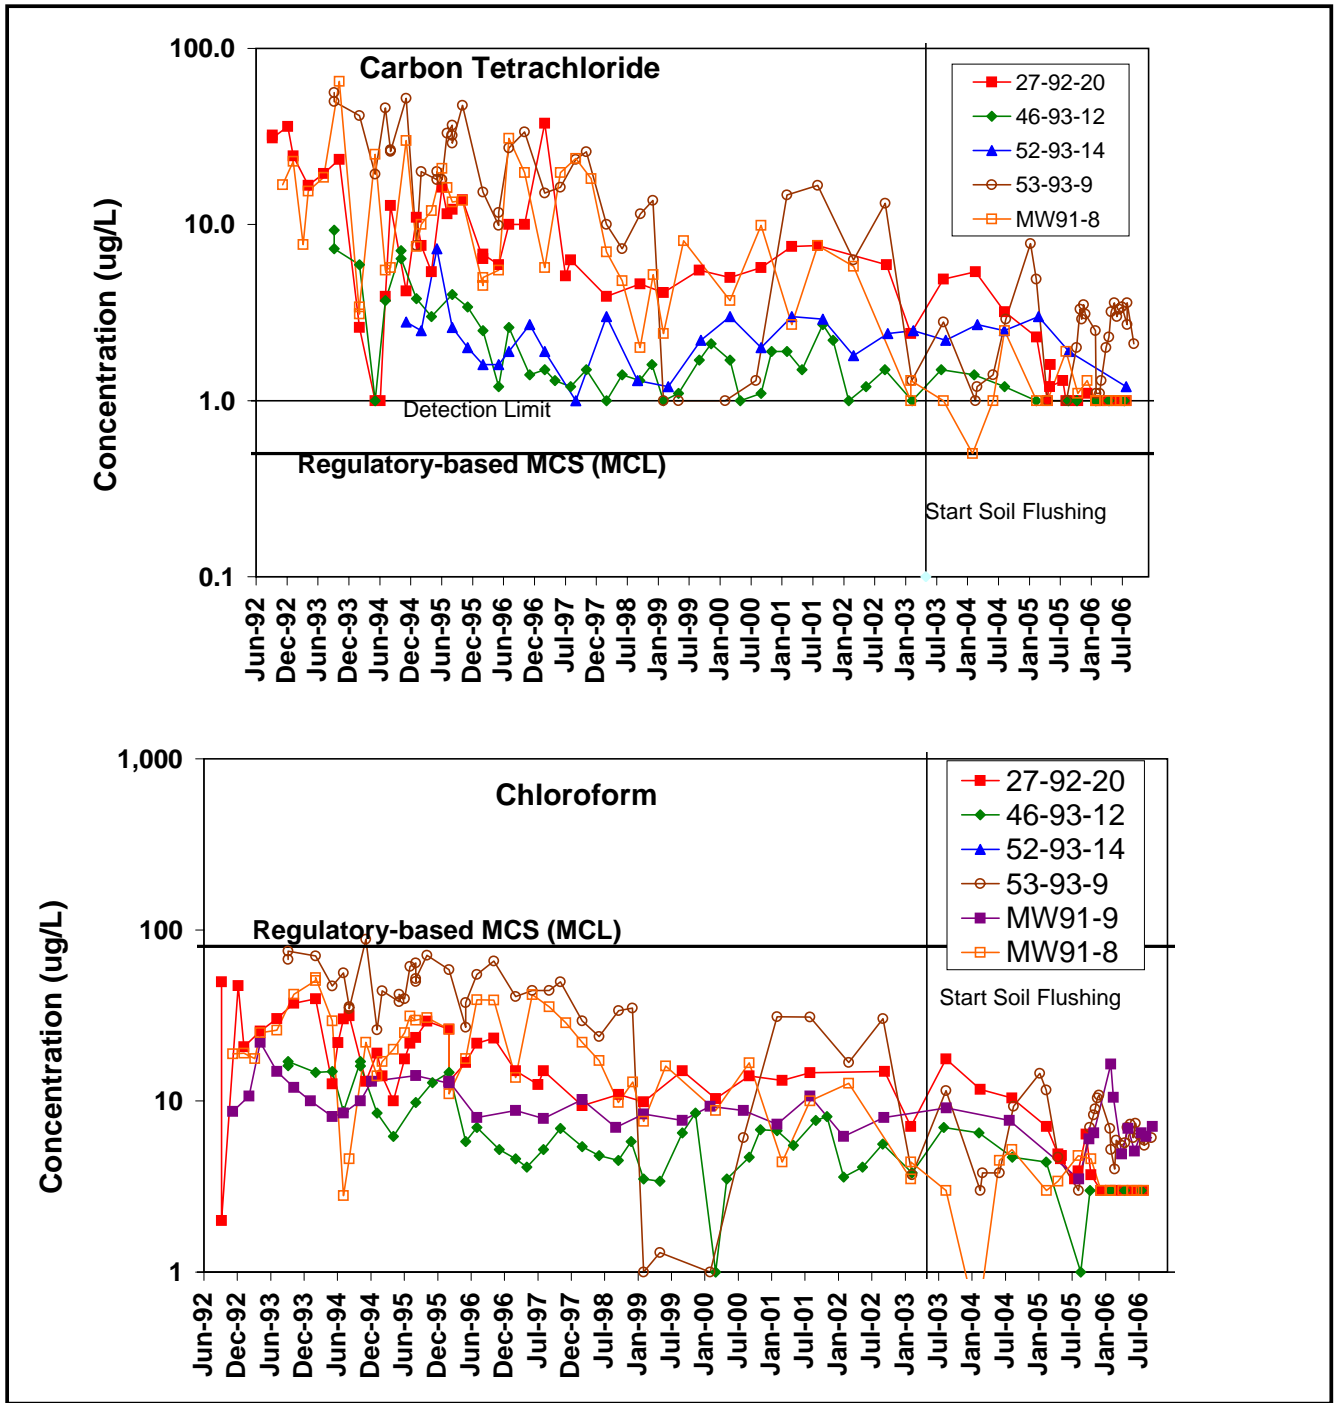 Carbon Tetrachloride
Concentration (ug/L)
100.0
10.0
1.0
0.1
27-92-20
46-93-12
52-93-14
53-93-9
MW91-8
Detection Limit
Regulatory-based MCS (MCL)
Start Soil Flushing
Jun-92
Dec-92
Jun-93
Dec-93
Jun-94
Dec-94
Jun-95
Dec-95
Jun-96
Dec-96
Jul-97
Dec-97
Jul-98
Jan-99
Jul-99
Jan-00
Jul-00
Jan-01
Jul-01
Jan-02
Jul-02
Jan-03
Jul-03
Jan-04
Jul-04
Jan-05
Jul-05
Jan-06
Jul-06
Chloroform
Concentration (ug/L)
1,000
100
10
1
27-92-20
46-93-12
52-93-14
53-93-9
MW91-9
MW91-8
Regulatory-based MCS (MCL)
Start Soil Flushing
Jun-92
Dec-92
Jun-93
Dec-93
Jun-94
Dec-94
Jun-95
Dec-95
Jun-96
Dec-96
Jul-97
Dec-97
Jul-98
Jan-99
Jul-99
Jan-00
Jul-00
Jan-01
Jul-01
Jan-02
Jul-02
Jan-03
Jul-03
Jan-04
Jul-04
Jan-05
Jul-05
Jan-06
Jul-06